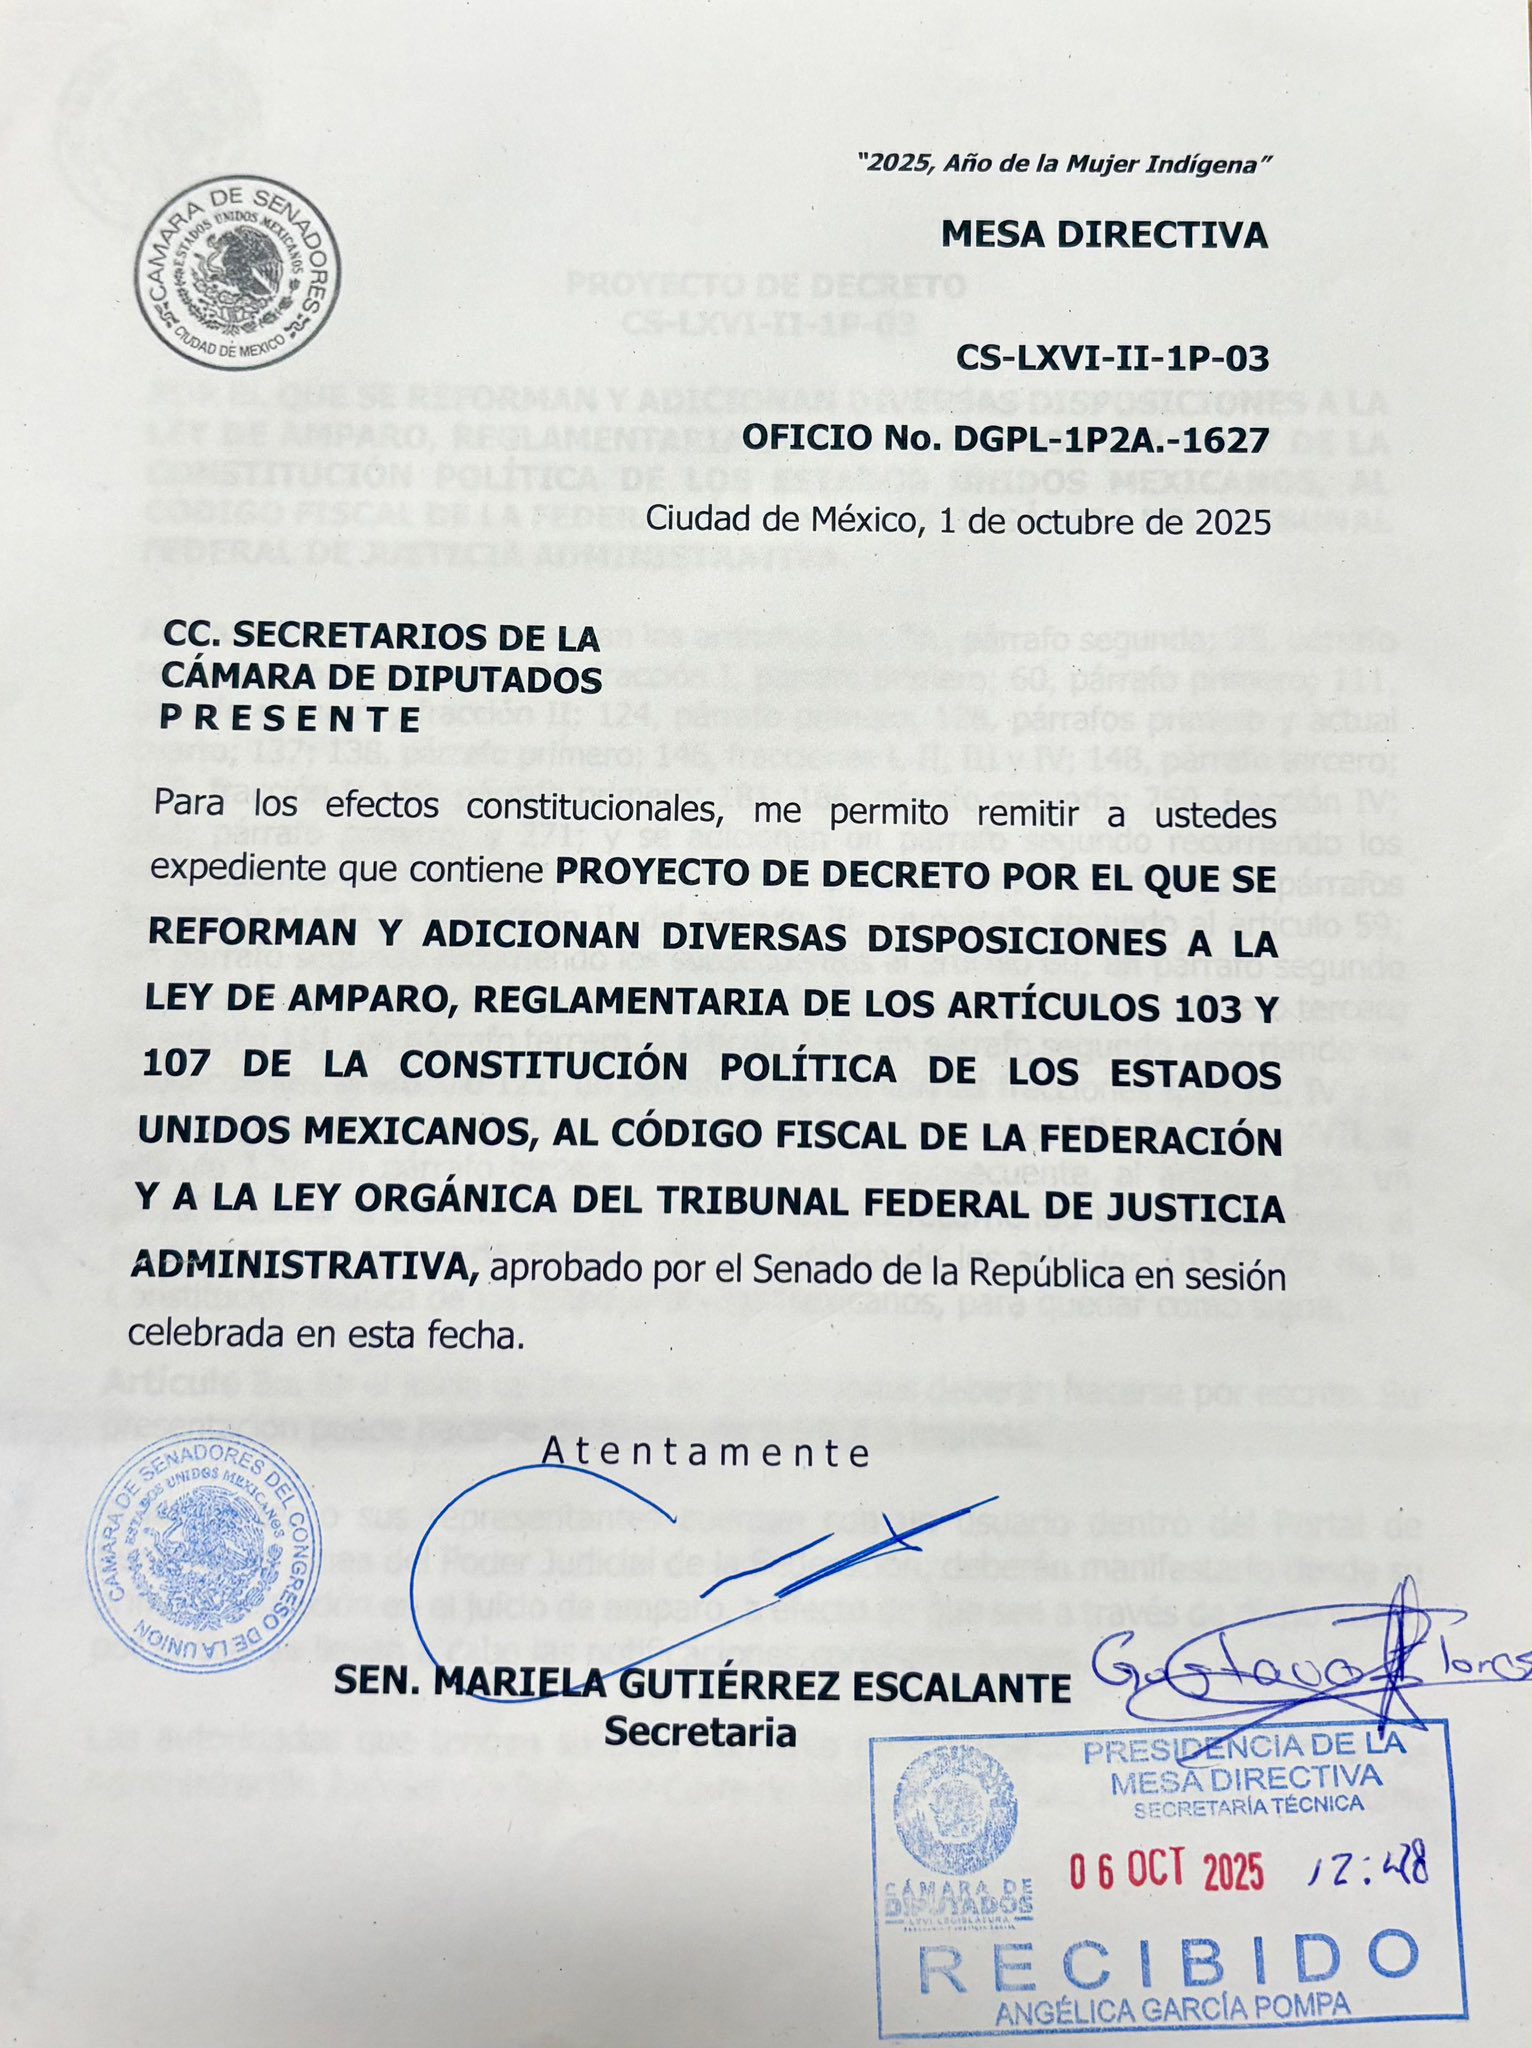 "2025, Año de la Mujer Indígena"
CÁMARA DE SENADORES
ESTADOS UNIDOS MEXICANOS
CIUDAD DE MEXICO
MESA DIRECTIVA
CS-LXVI-II-1P-03
OFICIO No. DGPL-1P2A.-1627
Ciudad de México, 1 de octubre de 2025
CC. SECRETARIOS DE LA
CÁMARA DE DIPUTADOS
P R E S E N T E
Para los efectos constitucionales, me permito remitir a ustedes
expediente que contiene PROYECTO DE DECRETO POR EL QUE SE
REFORMAN Y ADICIONAN DIVERSAS DISPOSICIONES A LA
LEY DE AMPARO, REGLAMENTARIA DE LOS ARTÍCULOS 103 Y
107 DE LA CONSTITUCIÓN POLÍTICA DE LOS ESTADOS
UNIDOS MEXICANOS, AL CÓDIGO FISCAL DE LA FEDERACIÓN
Y A LA LEY ORGÁNICA DEL TRIBUNAL FEDERAL DE JUSTICIA
ADMINISTRATIVA, aprobado por el Senado de la República en sesión
celebrada en esta fecha.
A t e n t a m e n t e
CÁMARA DE SENADORES DEL CONGRESO DE LA UNION
ESTADOS UNIDOS MEXICANOS
SEN. MARIELA GUTIÉRREZ ESCALANTE
Secretaria
Gustavo Flores
PRESIDENCIA DE LA
MESA DIRECTIVA
SECRETARÍA TÉCNICA
06 OCT 2025 12:48
CÁMARA DE
DIPUTADOS
LXVI LEGISLATURA
RECIBIDO
ANGÉLICA GARCÍA POMPA